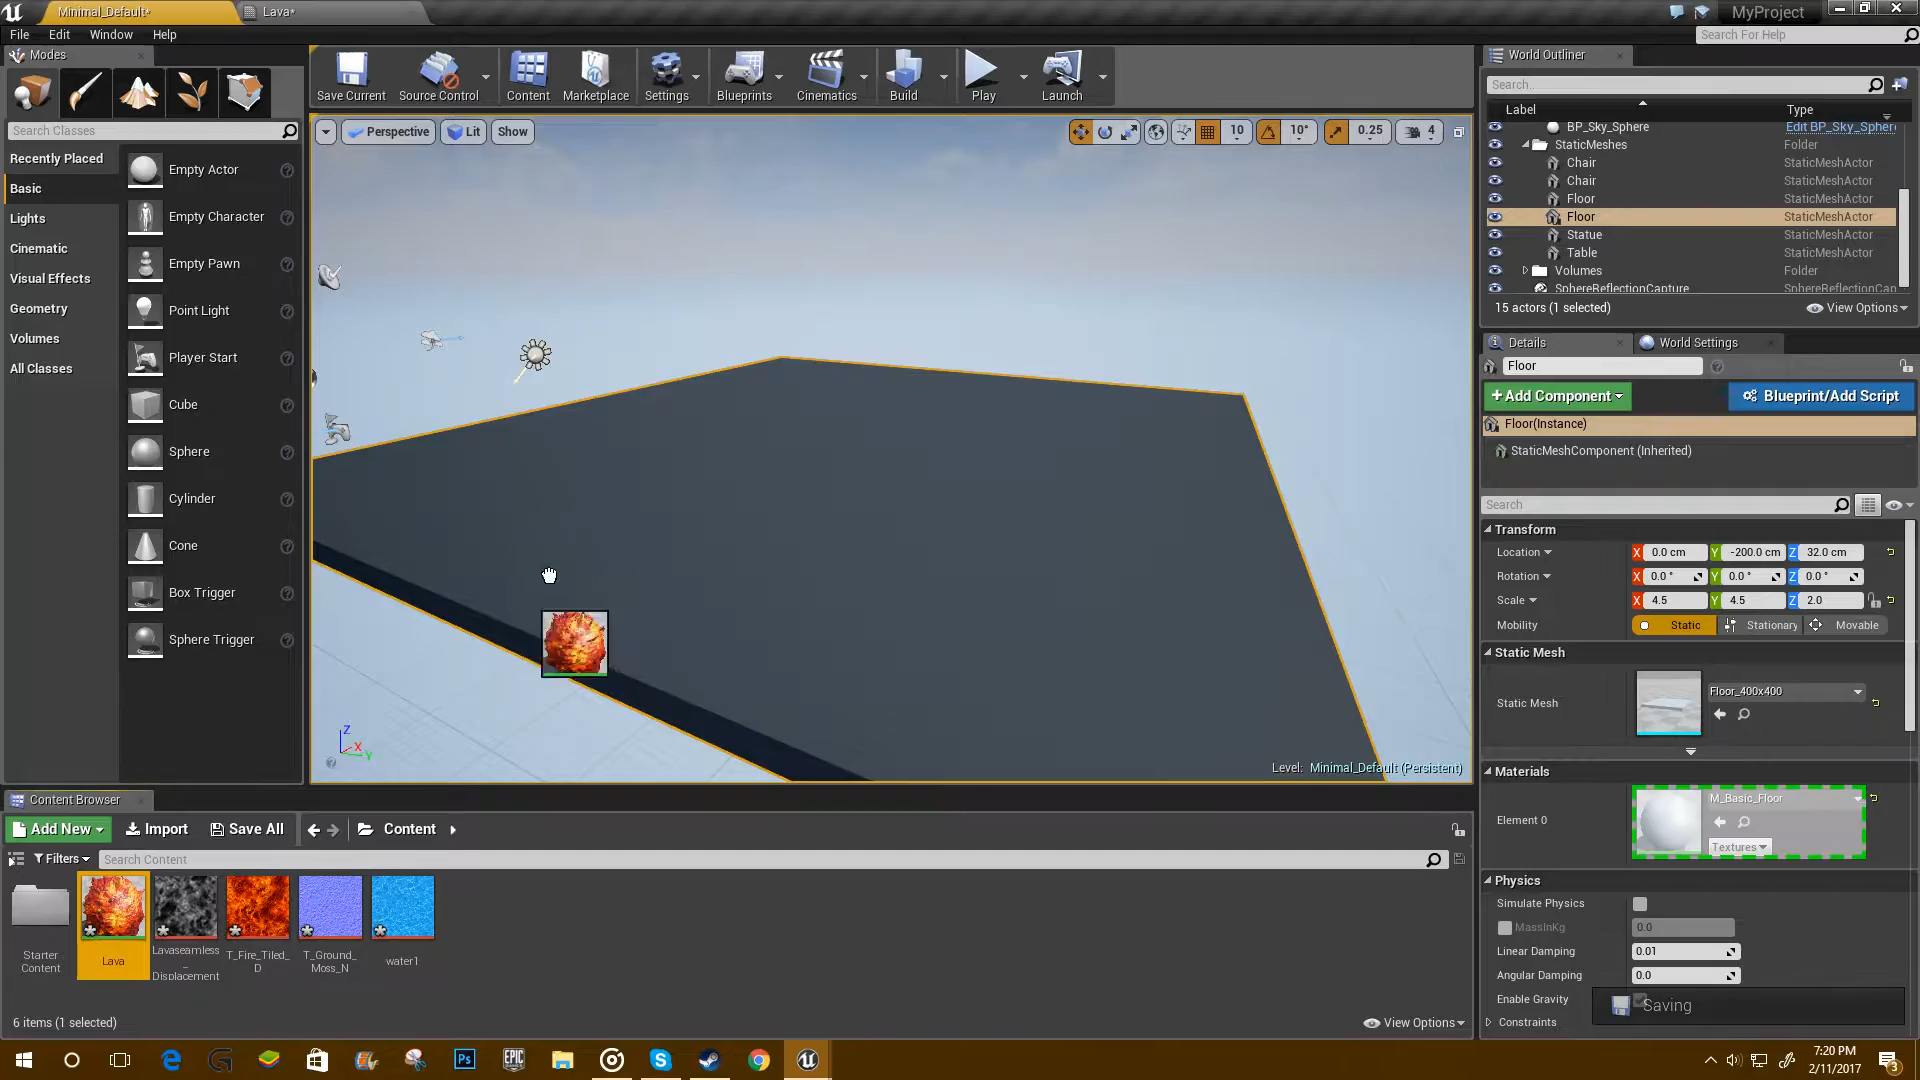 Minimal_Default*
Lava*
MyProject
File
Edit
Window
Help
Search For Help
Modes
Search Classes
Recently Placed
Basic
Lights
Cinematic
Visual Effects
Geometry
Volumes
All Classes
Empty Actor
Empty Character
Empty Pawn
Point Light
Player Start
Cube
Sphere
Cylinder
Cone
Box Trigger
Sphere Trigger
Save Current
Source Control
Content
Marketplace
Settings
Blueprints
Cinematics
Build
Play
Launch
Perspective
Lit
Show
10
10°
0.25
4
Z
X
Y
Level: Minimal_Default (Persistent)
World Outliner
Search..
Label
Type
BP_Sky_Sphere
Edit BP_Sky_Spher
StaticMeshes
Folder
Chair
StaticMeshActor
Chair
StaticMeshActor
Floor
StaticMeshActor
Floor
StaticMeshActor
Statue
StaticMeshActor
Table
StaticMeshActor
Volumes
Folder
SphereReflectionCapture
SphereReflectionCap
15 actors (1 selected)
View Options
Details
World Settings
Floor
+Add Component
Blueprint/Add Script
Floor(Instance)
StaticMeshComponent (Inherited)
Search
Transform
Location
X 0.0 cm
Y -200.0 cm
Z 32.0 cm
Rotation
X 0.0 °
Y 0.0 °
Z 0.0 °
Scale
X 4.5
Y 4.5
Z 2.0
Mobility
Static
Stationary
Movable
Static Mesh
Static Mesh
Floor_400x400
Materials
Element 0
M_Basic_Floor
Textures
Physics
Simulate Physics
MassInKg
0.0
Linear Damping
0.01
Angular Damping
0.0
Enable Gravity
Saving
Constraints
Content Browser
Add New
Import
Save All
Content
Filters
Search Content
Starter
Content
Lava
Lavaseamless
_
Displacement
T_Fire_Tiled_
D
T_Ground_
Moss_N
water1
6 items (1 selected)
View Options
Ps
EPIC
GAMES
7:20 PM
2/11/2017
3